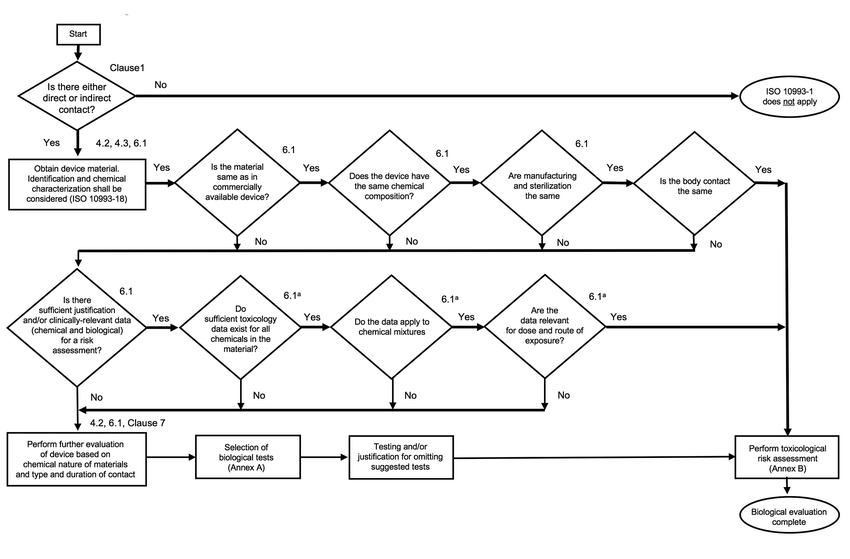 Start
Clause1
Is there either
direct or indirect
contact?
No
ISO 10993-1
does not apply
Yes
4.2, 4.3, 6.1
Obtain device material.
Identification and chemical
characterization shall be
considered (ISO 10993-18)
Yes
6.1
Is the material
same as in
commercially
available device?
Yes
No
6.1
Does the device have
the same chemical
composition?
Yes
No
6.1
Are manufacturing
and sterilization
the same
Yes
No
Is the body contact
the same
Yes
No
6.1
Is there
sufficient justification
and/or clinically-relevant data
(chemical and biological)
for a risk
assessment?
Yes
No
6.1ª
Do
sufficient toxicology
data exist for all
chemicals in the
material?
Yes
No
6.1ª
Do the data apply to
chemical mixtures
Yes
No
6.1ª
Are the
data relevant
for dose and route of
exposure?
Yes
No
4.2, 6.1, Clause 7
Perform further evaluation
of device based on
chemical nature of materials
and type and duration of contact
Selection of
biological tests
(Annex A)
Testing and/or
justification for omitting
suggested tests
Perform toxicological
risk assessment
(Annex B)
Biological evaluation
complete